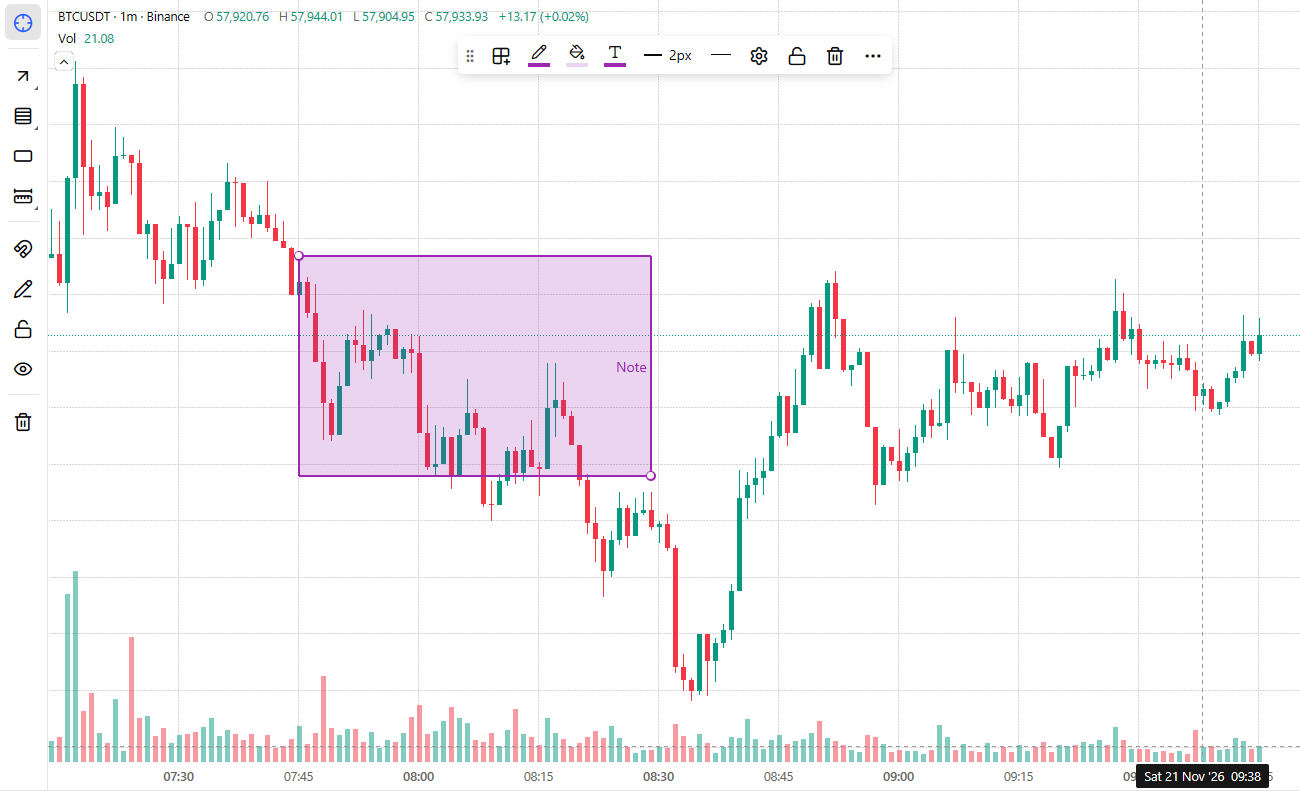 BTCUSDT · 1m · Binance O 57,920.76 H 57,944.01 L 57,904.95 C 57,933.93 +13.17 (+0.02%)
Vol 21.08
T 2px
Note
07:30 07:45 08:00 08:15 08:30 08:45 09:00 09:15
Sat 21 Nov '26 09:38